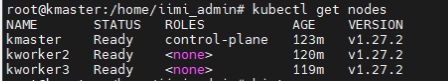 root@kmaster:/home/iimi_admin# kubectl get nodes
NAME STATUS ROLES AGE VERSION
kmaster Ready control-plane 123m v1.27.2
kworker2 Ready <none> 120m v1.27.2
kworker3 Ready <none> 119m v1.27.2